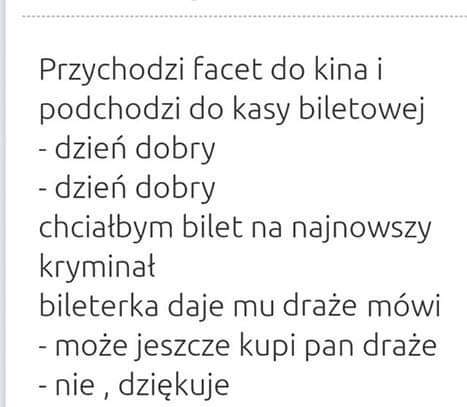 Przychodzi facet do kina i
podchodzi do kasy biletowej
- dzień dobry
- dzień dobry
chciałbym bilet na najnowszy
kryminał
bileterka daje mu draże mówi
- może jeszcze kupi pan draże
- nie , dziękuje